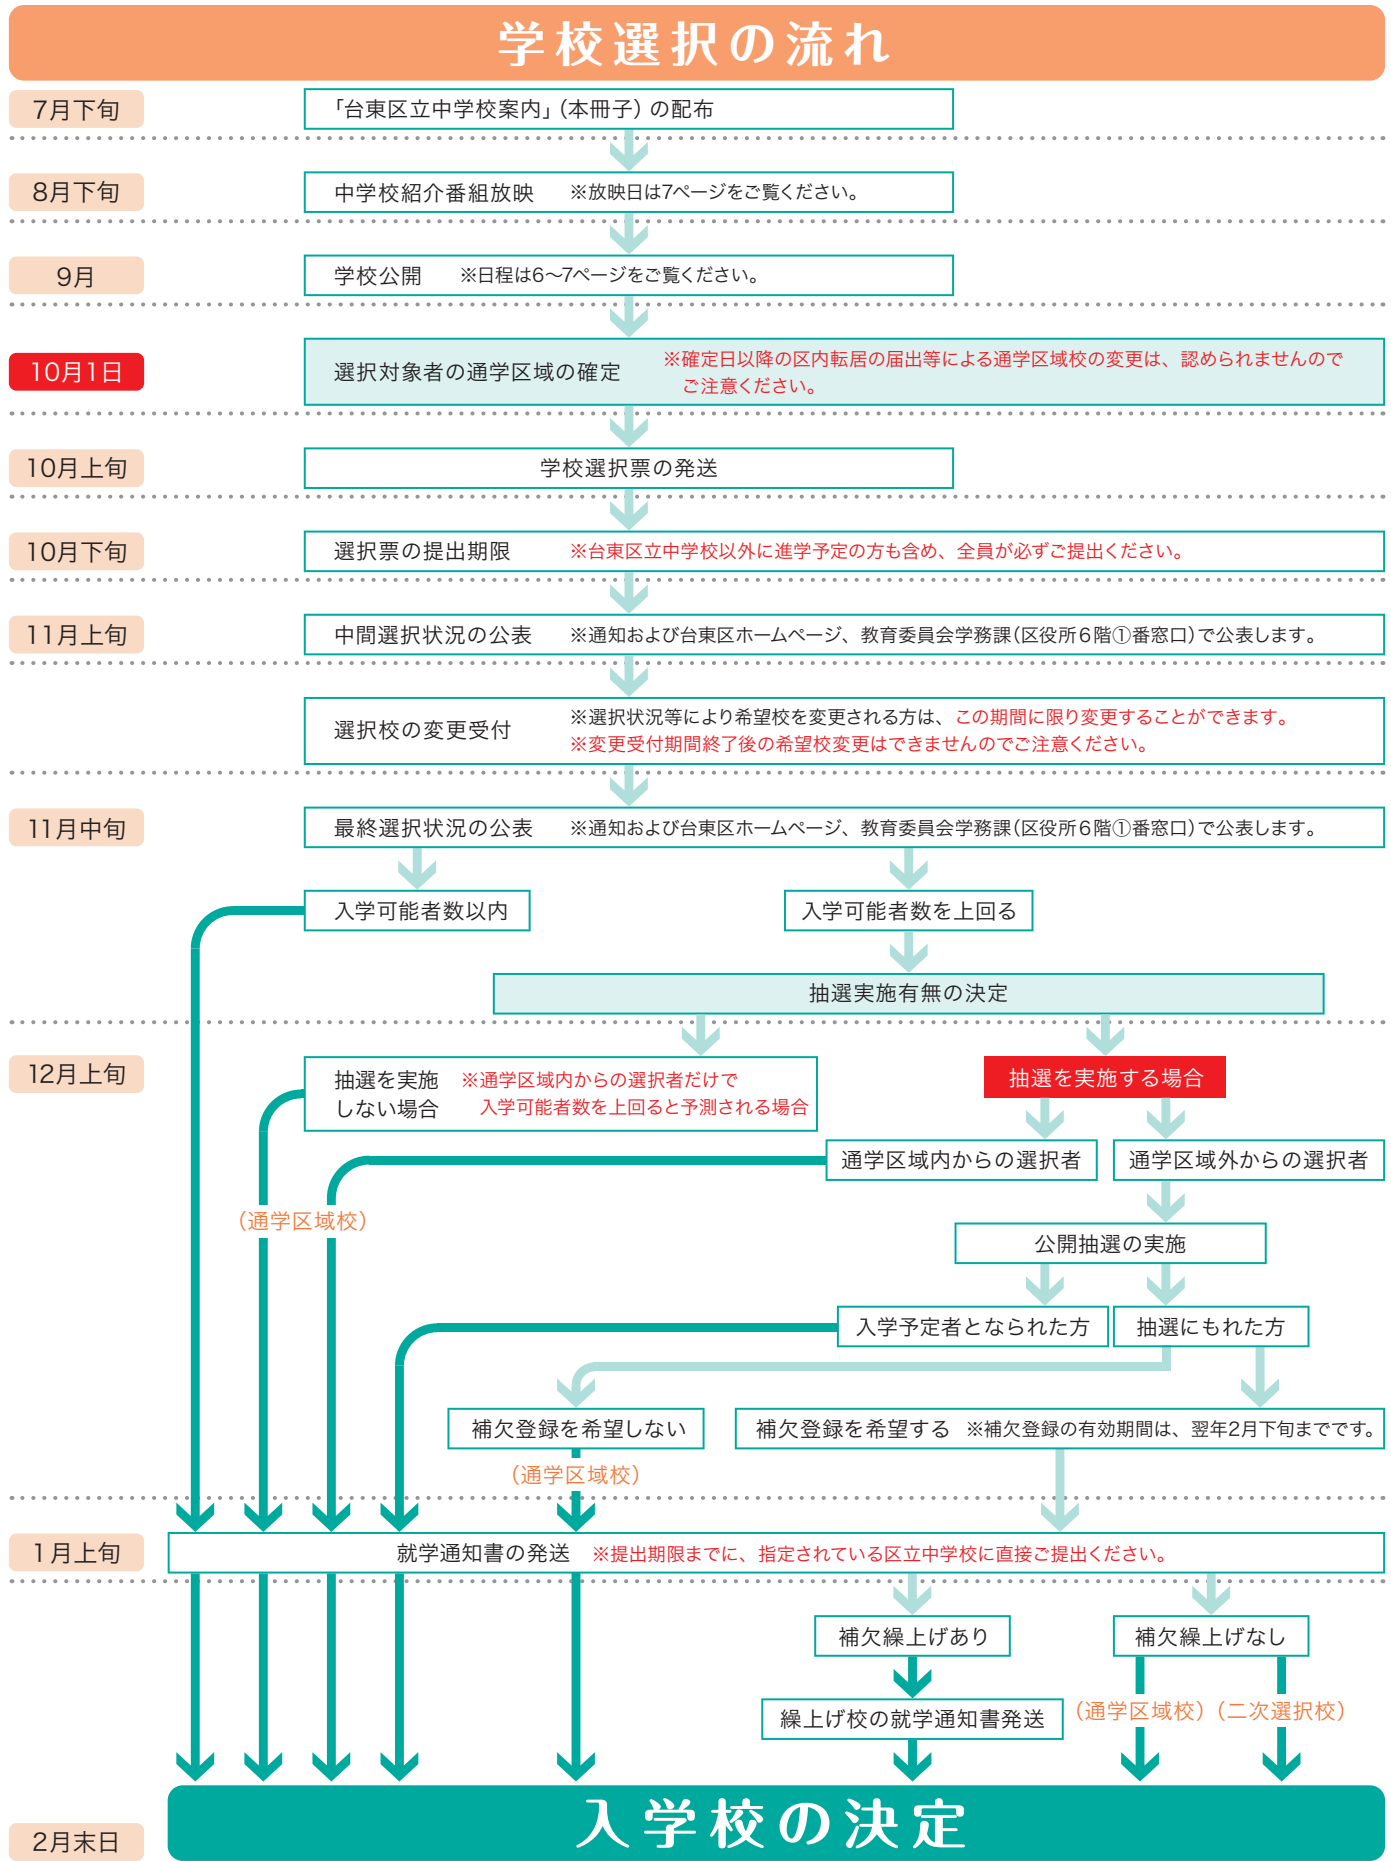 学校選択の流れ
7月下旬
「台東区立中学校案内」（本冊子）の配布
8月下旬
中学校紹介番組放映 ※放映日は7ページをご覧ください。
9月
学校公開 ※日程は6～7ページをご覧ください。
10月1日
選択対象者の通学区域の確定 ※確定日以降の区内転居の届出等による通学区域校の変更は、認められませんので
ご注意ください。
10月上旬
学校選択票の発送
10月下旬
選択票の提出期限 ※台東区立中学校以外に進学予定の方も含め、全員が必ずご提出ください。
11月上旬
中間選択状況の公表 ※通知および台東区ホームページ、教育委員会学務課（区役所6階①番窓口）で公表します。
選択校の変更受付 ※選択状況等により希望校を変更される方は、この期間に限り変更することができます。
※変更受付期間終了後の希望校変更はできませんのでご注意ください。
11月中旬
最終選択状況の公表 ※通知および台東区ホームページ、教育委員会学務課（区役所6階①番窓口）で公表します。
入学可能者数以内
入学可能者数を上回る
抽選実施有無の決定
12月上旬
抽選を実施 ※通学区域内からの選択者だけで
しない場合 入学可能者数を上回ると予測される場合
抽選を実施する場合
通学区域内からの選択者
通学区域外からの選択者
（通学区域校）
公開抽選の実施
入学予定者となられた方
抽選にもれた方
補欠登録を希望しない
補欠登録を希望する ※補欠登録の有効期間は、翌年2月下旬までです。
（通学区域校）
1月上旬
就学通知書の発送 ※提出期限までに、指定されている区立中学校に直接ご提出ください。
補欠繰上げあり
補欠繰上げなし
繰上げ校の就学通知書発送
（通学区域校）（二次選択校）
入学校の決定
2月末日